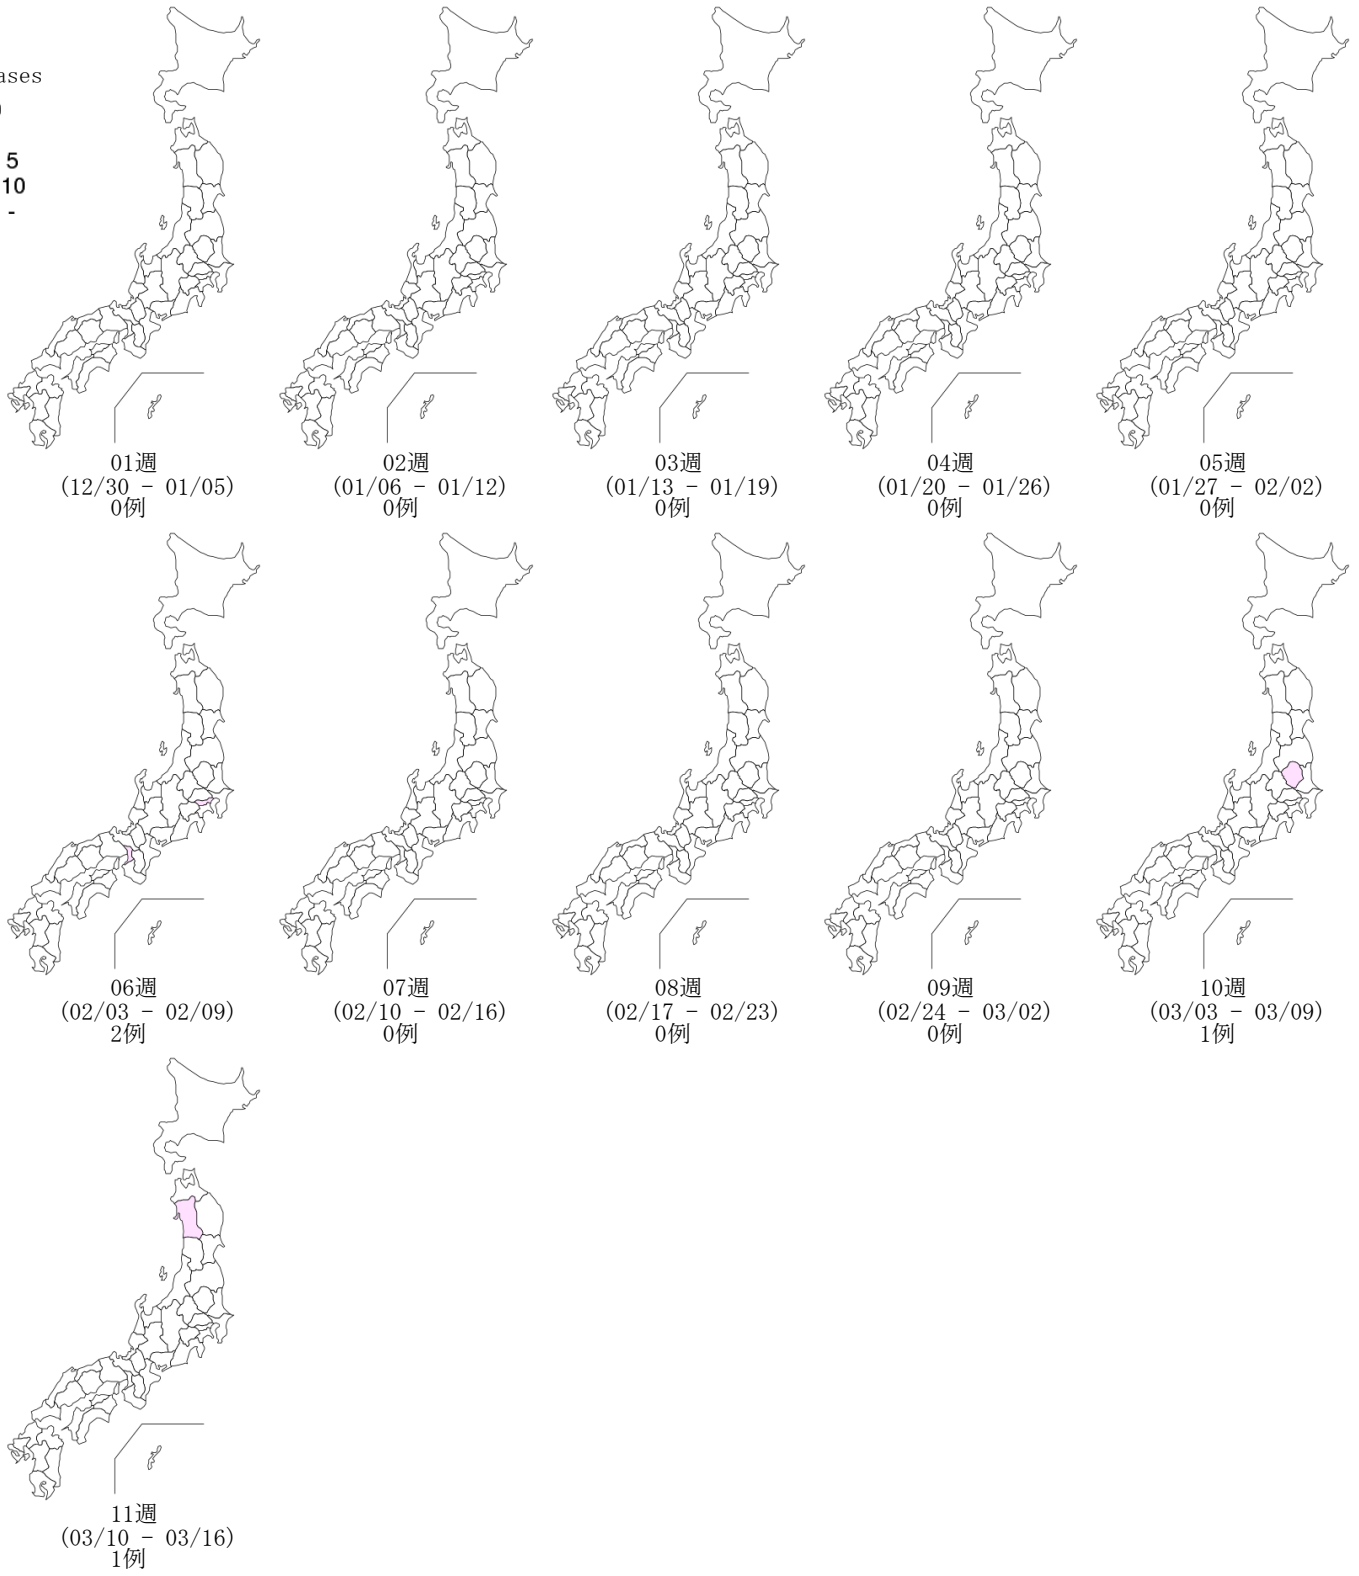 ases
5
10
-
01週
(12/30 - 01/05)
0例
02週
(01/06 - 01/12)
0例
03週
(01/13 - 01/19)
0例
04週
(01/20 - 01/26)
0例
05週
(01/27 - 02/02)
0例
06週
(02/03 - 02/09)
2例
07週
(02/10 - 02/16)
0例
08週
(02/17 - 02/23)
0例
09週
(02/24 - 03/02)
0例
10週
(03/03 - 03/09)
1例
11週
(03/10 - 03/16)
1例